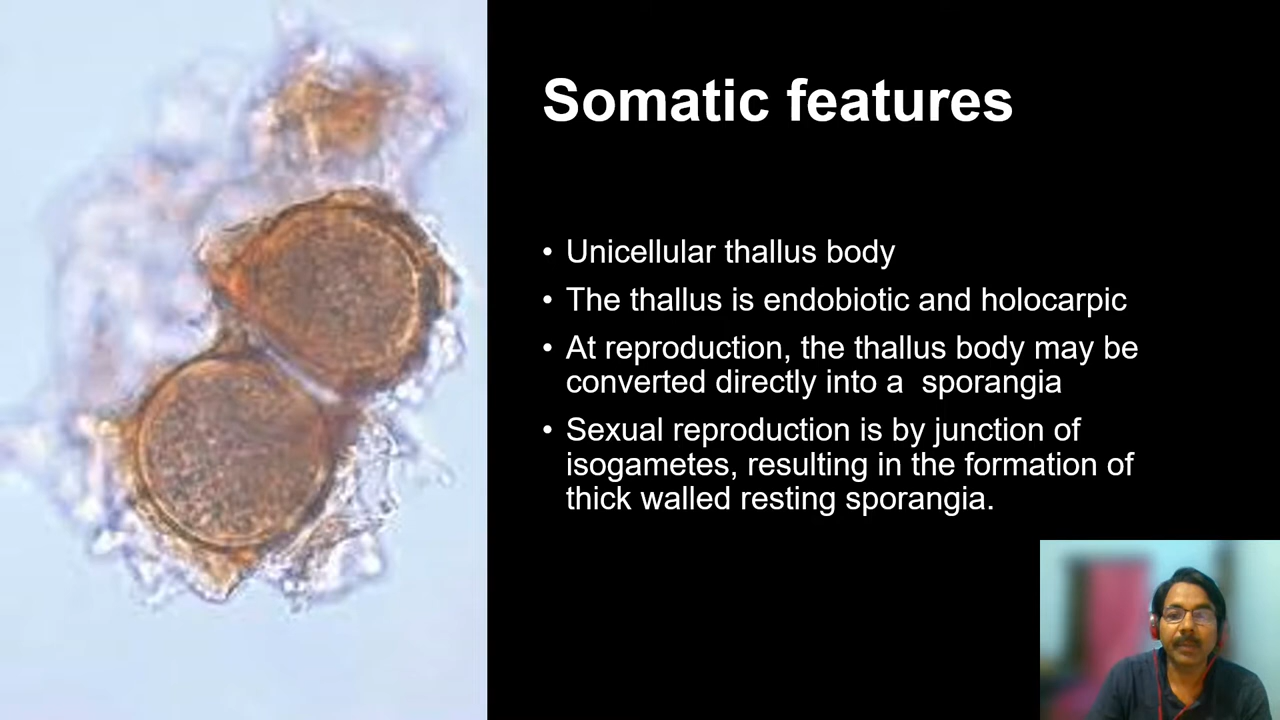 Somatic features
• Unicellular thallus body
• The thallus is endobiotic and holocarpic
• At reproduction, the thallus body may be
converted directly into a  sporangia
• Sexual reproduction is by junction of
isogametes, resulting in the formation of
thick walled resting sporangia.